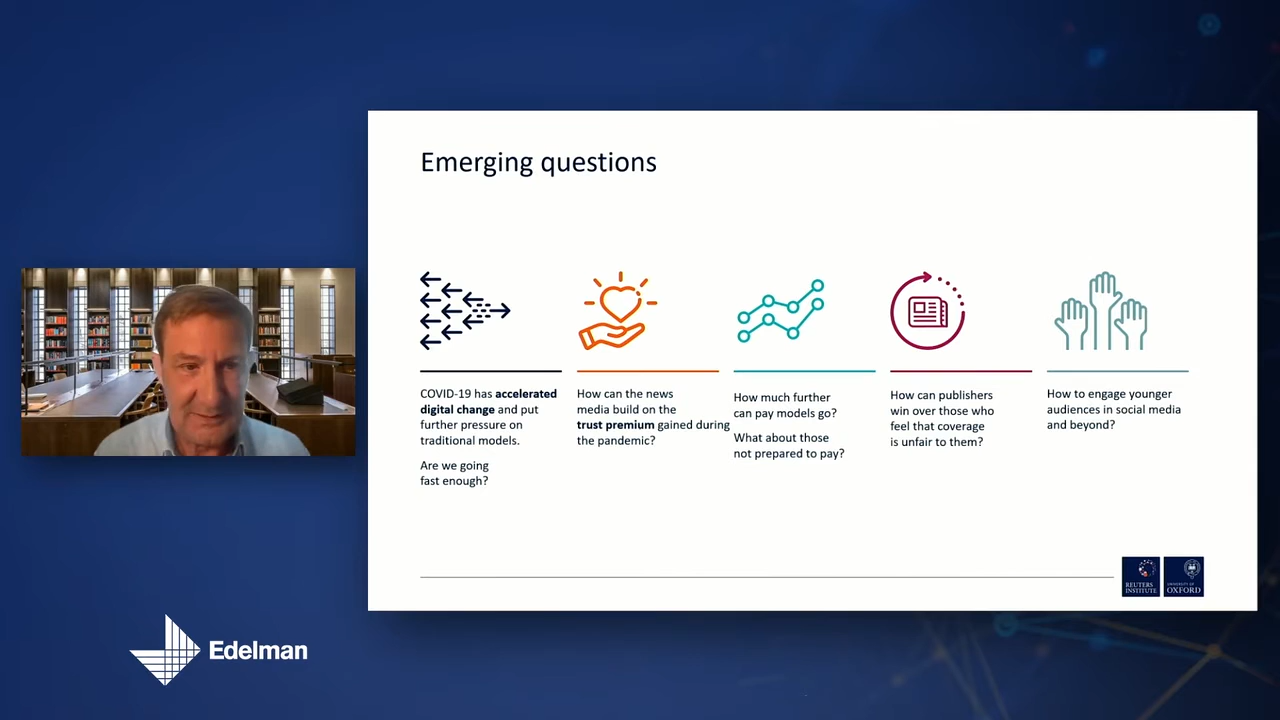 Emerging questions
COVID-19 has accelerated
digital change and put
further pressure on
traditional models.
Are we going
fast enough?
How can the news
media build on the
trust premium gained during
the pandemic?
How much further
can pay models go?
What about those
not prepared to pay?
How can publishers
win over those who
feel that coverage
is unfair to them?
How to engage younger
audiences in social media
and beyond?
REUTERS
INSTITUTE
UNIVERSITY OF
OXFORD
Edelman